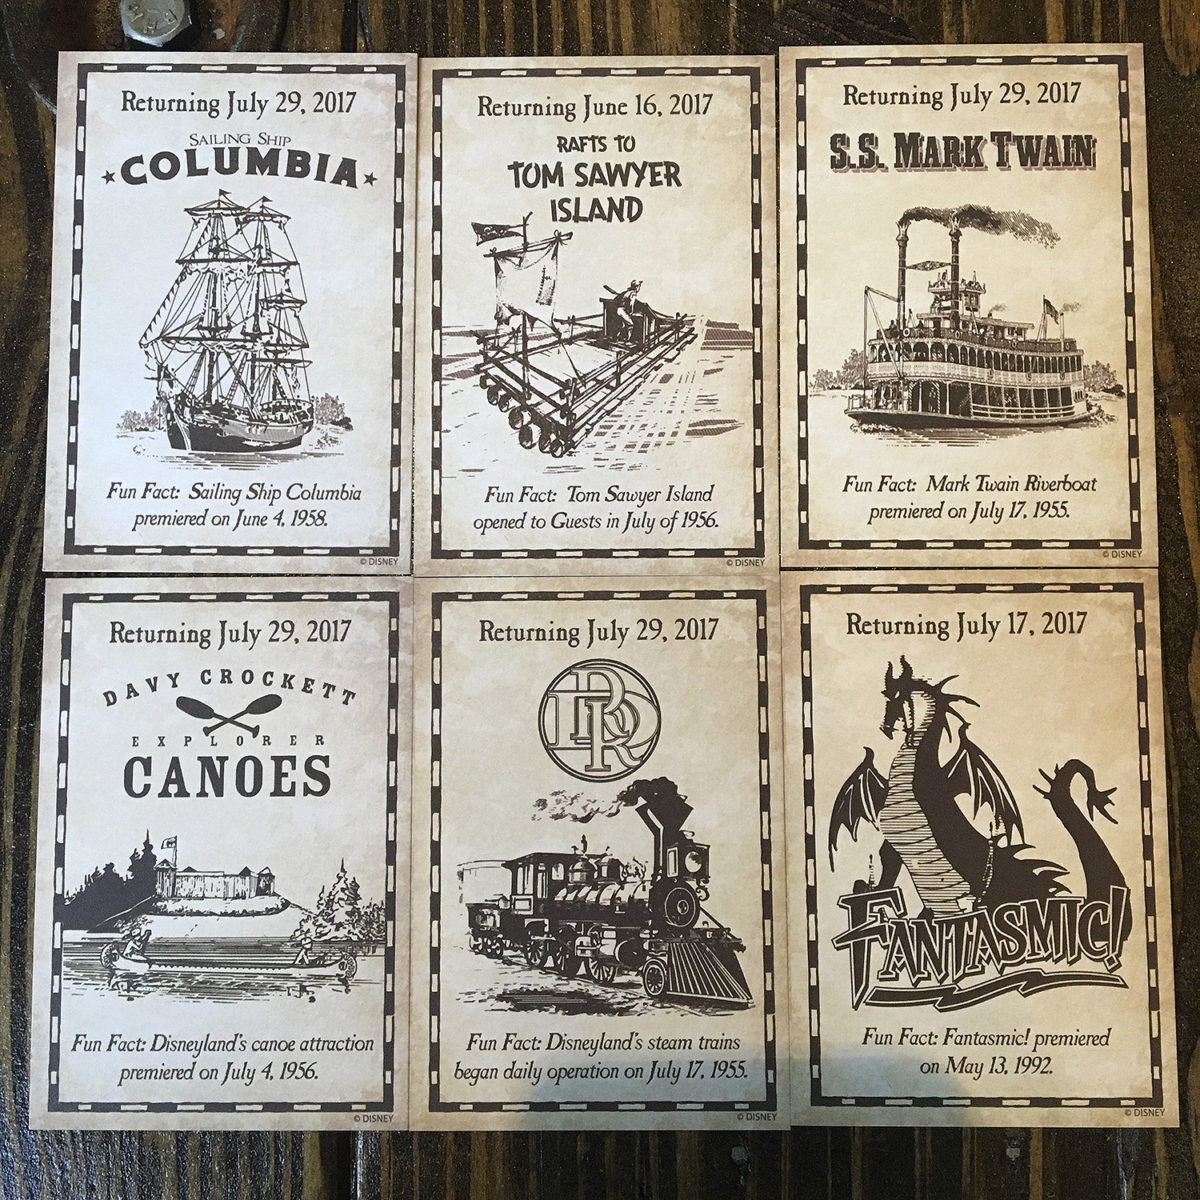 Returning July 29, 2017
SAILING SHIP
COLUMBIA
Fun Fact: Sailing Ship Columbia
premiered on June 4, 1958.
© DISNEY
Returning June 16, 2017
RAFTS TO
TOM SAWYER
ISLAND
Fun Fact: Tom Sawyer Island
opened to Guests in July of 1956.
© DISNEY
Returning July 29, 2017
S.S. MARK TWAIN
Fun Fact: Mark Twain Riverboat
premiered on July 17, 1955.
© DISNEY
Returning July 29, 2017
DAVY CROCKETT
EXPLORER
CANOES
Fun Fact: Disneyland's canoe attraction
premiered on July 4, 1956.
© DISNEY
Returning July 29, 2017
DRR
Fun Fact: Disneyland's steam trains
began daily operation on July 17, 1955.
© DISNEY
Returning July 17, 2017
FANTASMIC!
Fun Fact: Fantasmic! premiered
on May 13, 1992.
© DISNEY